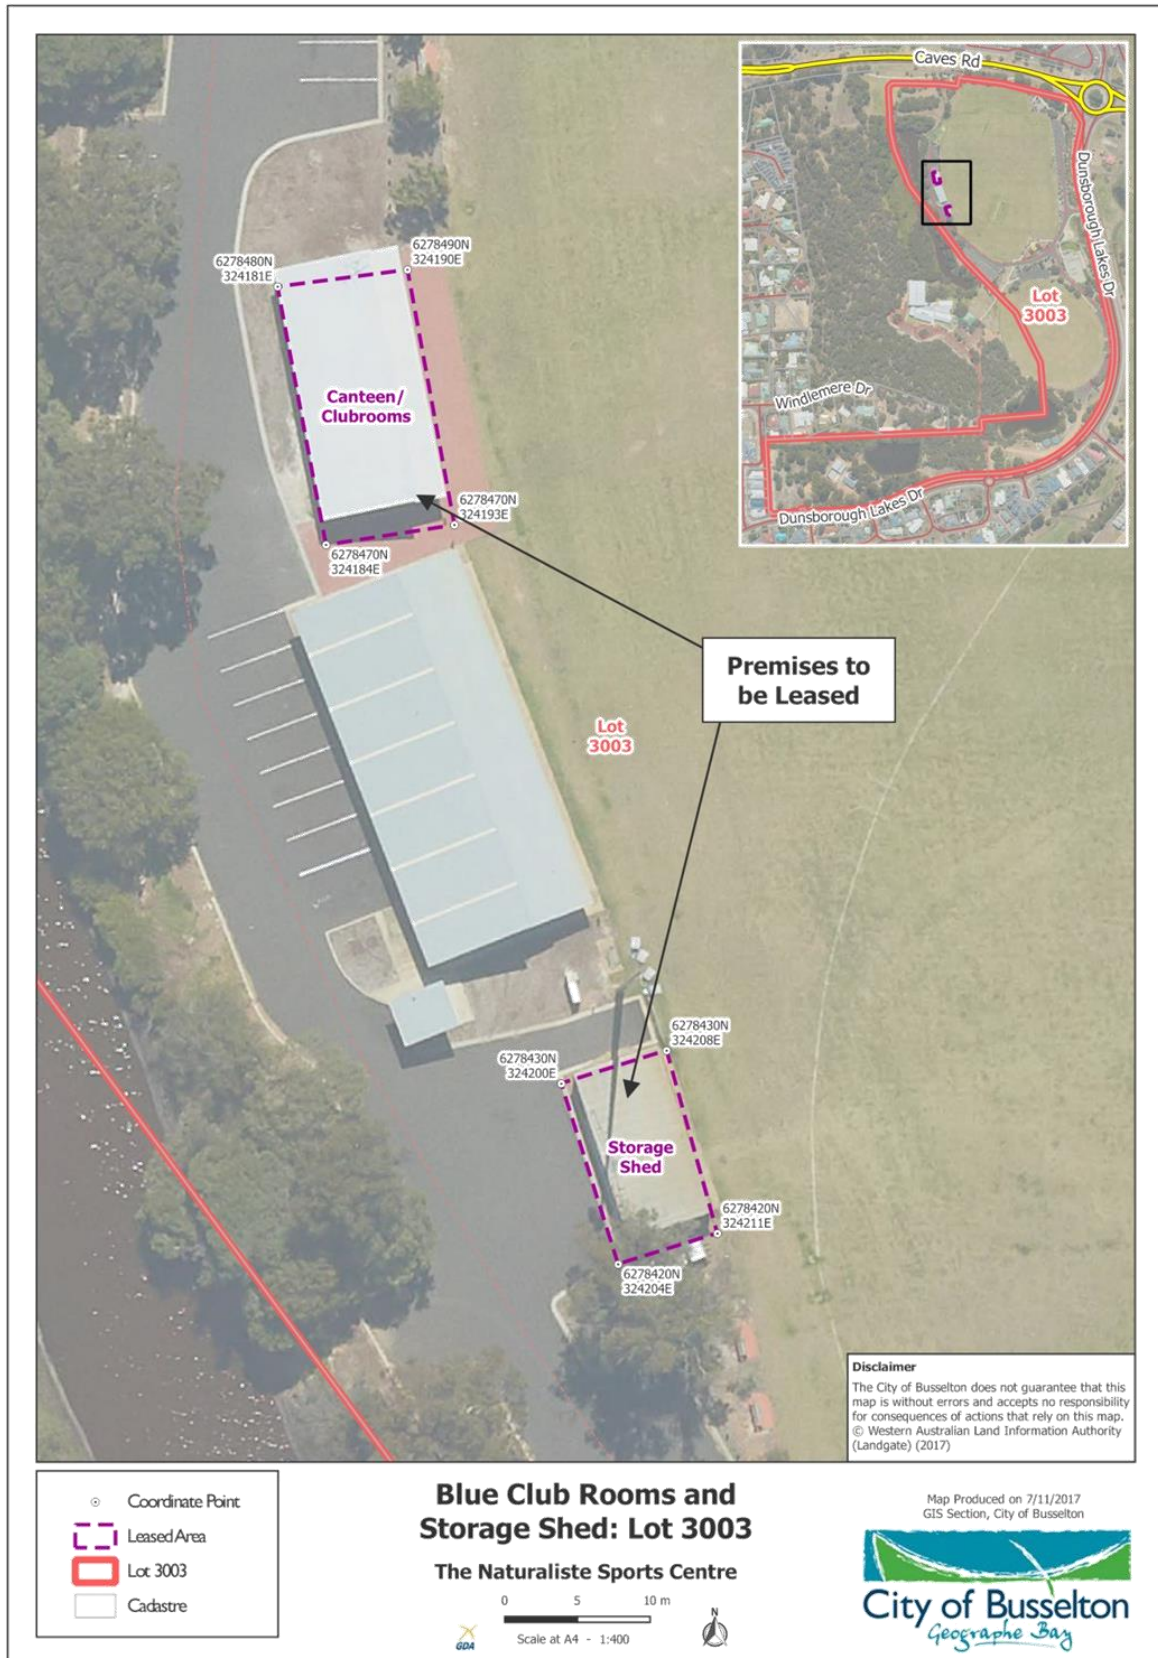 Caves Rd
Dunsborough Lakes Dr
Lot
3003
Windlemere Dr
Dunsborough Lakes Dr
6278480N
324181E
6278490N
324190E
Canteen/
Clubrooms
6278470N
324193E
6278470N
324184E
Premises to
be Leased
Lot
3003
6278430N
324208E
6278430N
324200E
Storage
Shed
6278420N
324211E
6278420N
324204E
Disclaimer
The City of Busselton does not guarantee that this
map is without errors and accepts no responsibility
for consequences of actions that rely on this map.
© Western Australian Land Information Authority
(Landgate) (2017)
Coordinate Point
Leased Area
Lot 3003
Cadastre
Blue Club Rooms and
Storage Shed: Lot 3003
The Naturaliste Sports Centre
0 5 10 m
Scale at A4 - 1:400
GDA
N
Map Produced on 7/11/2017
GIS Section, City of Busselton
City of Busselton
Geographe Bay